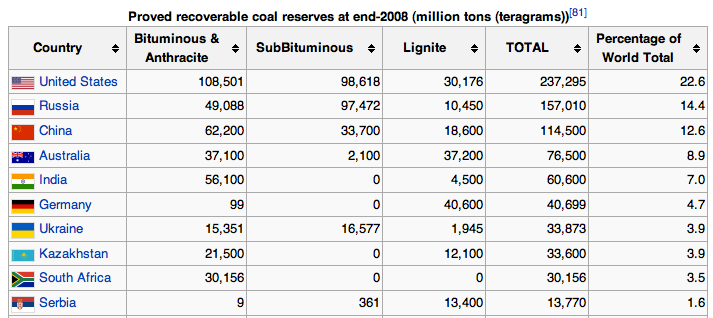 Proved recoverable coal reserves at end-2008 (million tons (teragrams))[81]
Country Bituminous & Anthracite SubBituminous Lignite TOTAL Percentage of World Total
United States 108,501 98,618 30,176 237,295 22.6
Russia 49,088 97,472 10,450 157,010 14.4
China 62,200 33,700 18,600 114,500 12.6
Australia 37,100 2,100 37,200 76,500 8.9
India 56,100 0 4,500 60,600 7.0
Germany 99 0 40,600 40,699 4.7
Ukraine 15,351 16,577 1,945 33,873 3.9
Kazakhstan 21,500 0 12,100 33,600 3.9
South Africa 30,156 0 0 30,156 3.5
Serbia 9 361 13,400 13,770 1.6